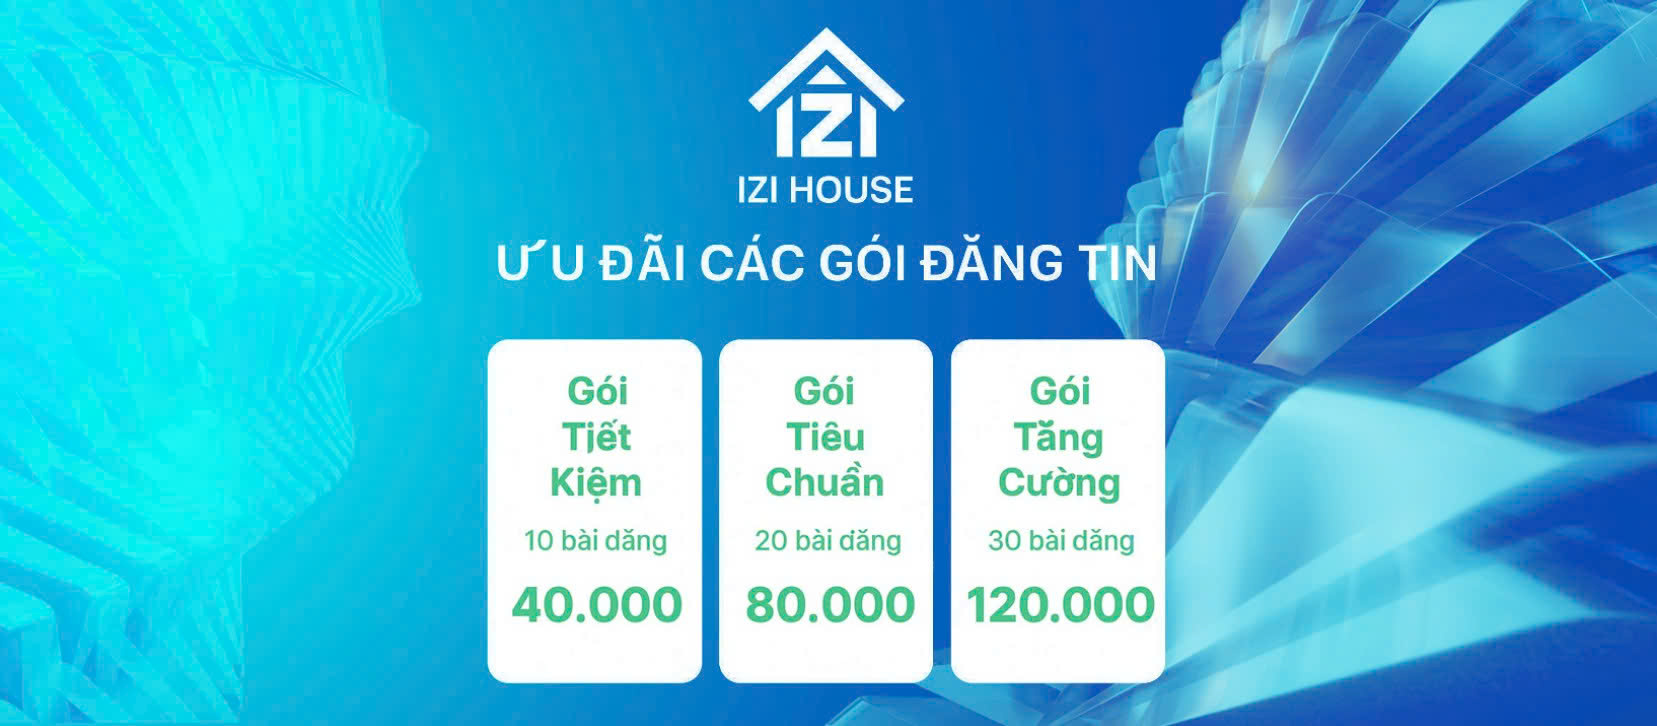 IZI
IZI HOUSE
ƯU ĐÃI CÁC GÓI ĐĂNG TIN
Gói
Tjết
Kiệm
10 bài dăng
40.000
Gói
Tiêu
Chuẩn
20 bài dăng
80.000
Gói
Tăng
Cường
30 bài dăng
120.000